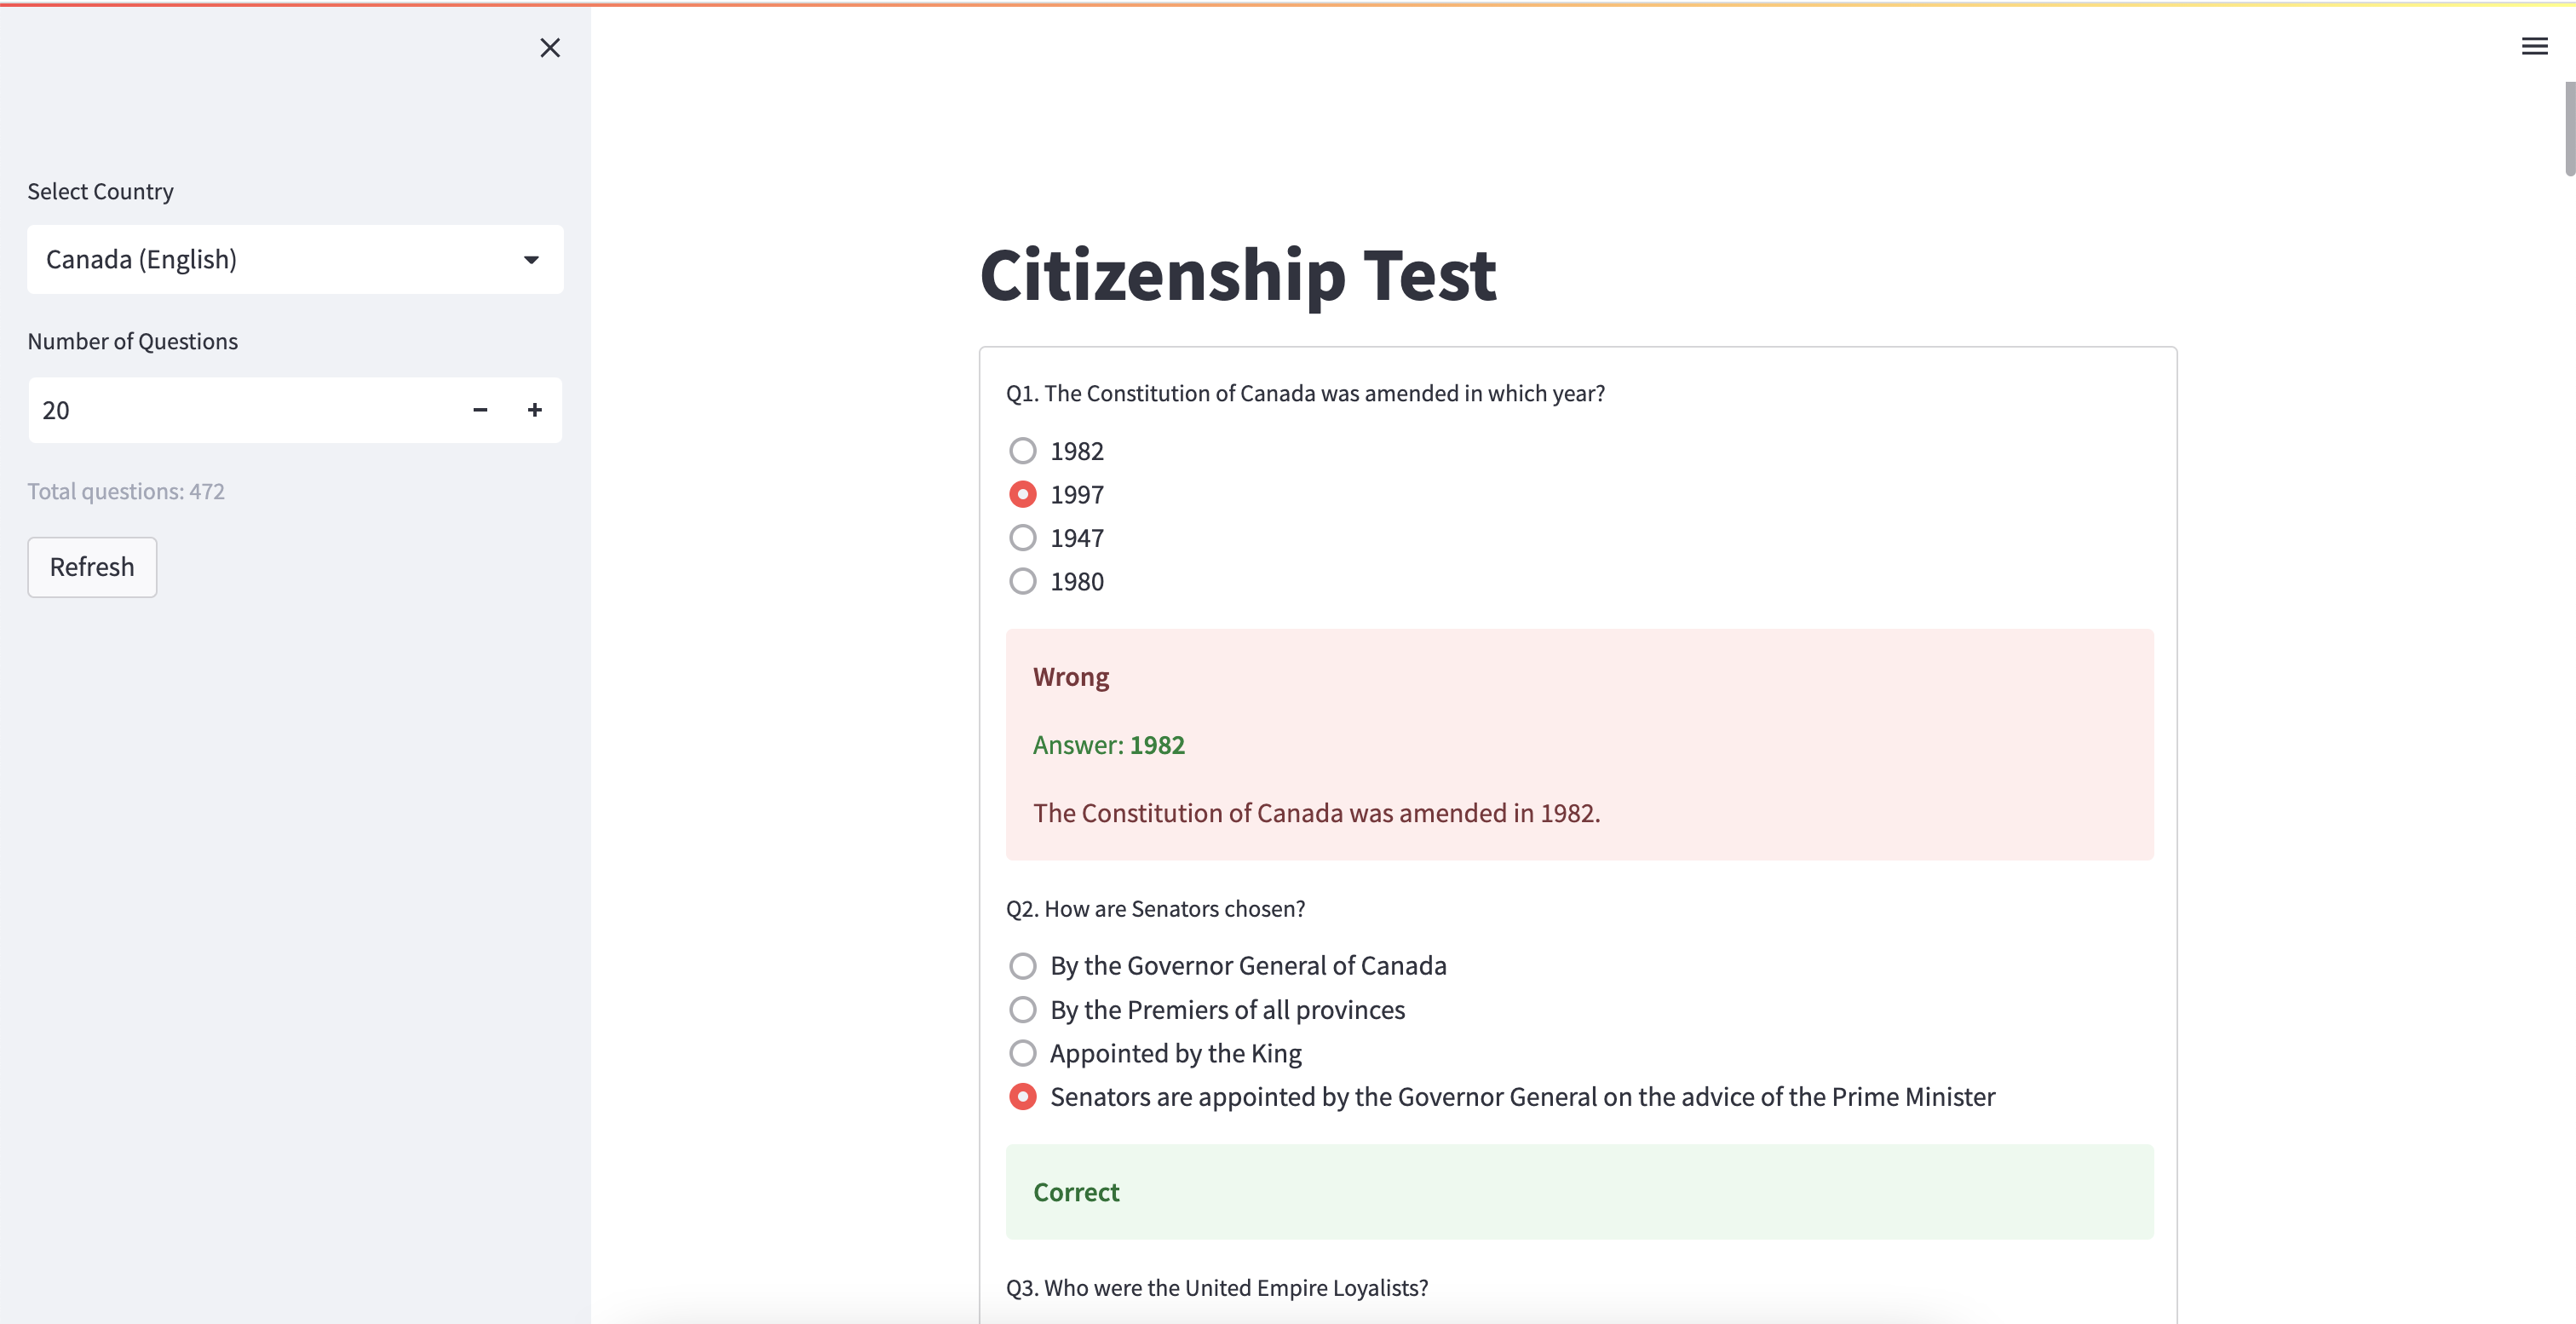 Select Country
Canada (English)
Number of Questions
20
Total questions: 472
Refresh
Citizenship Test
Q1. The Constitution of Canada was amended in which year?
1982
1997
1947
1980
Wrong
Answer: 1982
The Constitution of Canada was amended in 1982.
Q2. How are Senators chosen?
By the Governor General of Canada
By the Premiers of all provinces
Appointed by the King
Senators are appointed by the Governor General on the advice of the Prime Minister
Correct
Q3. Who were the United Empire Loyalists?